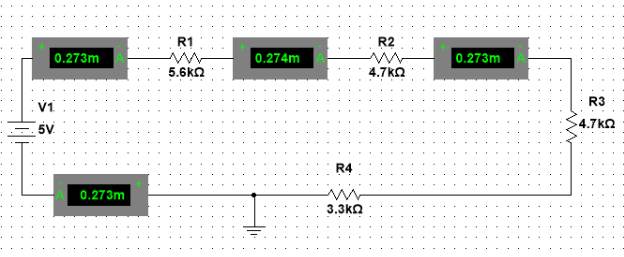 R1
R2
+ 0.273m - A
+ 0.274m - A
+ 0.273m - A
5.6kΩ
4.7kΩ
V1
5V
R3
4.7kΩ
R4
A - 0.273m +
3.3kΩ